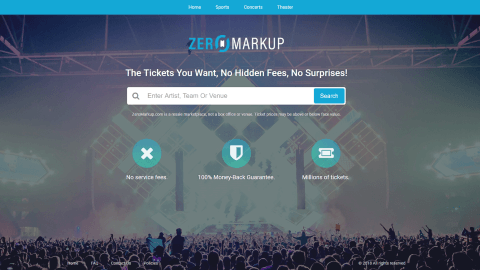 Home Sports Concerts Theater
ZEROMARKUP
The Tickets You Want, No Hidden Fees, No Surprises!
Enter Artist, Team Or Venue Search
ZeroMarkup.com is a resale marketplace, not a box office or venue. Ticket prices may be above or below face value.
No service fees. 100% Money-Back Guarantee. Millions of tickets.
Home FAQ Contact Us Policies © 2018 All rights reserved